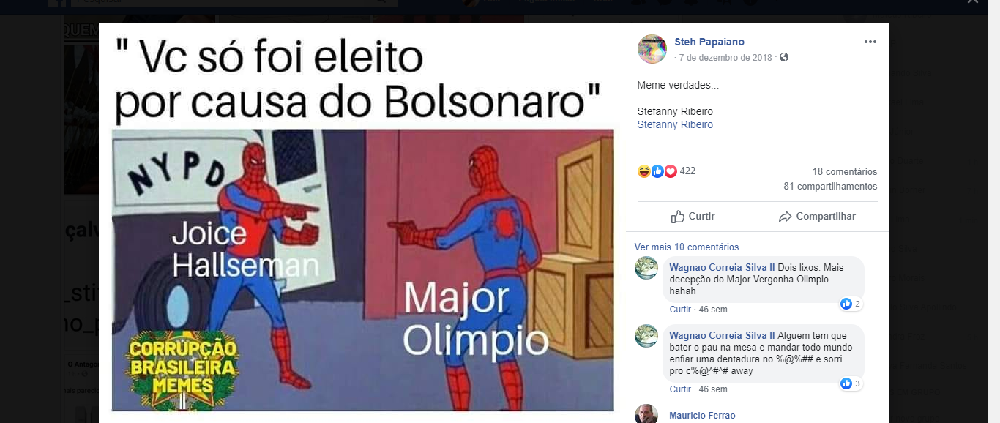 " Vc só foi eleito
por causa do Bolsonaro"
NYPD
Joice
Hallseman
Major
Olimpio
CORRUPÇÃO
BRASILEIRA
MEMES
Steh Papaiano
· 7 de dezembro de 2018 ·
Meme verdades...
Stefanny Ribeiro
Stefanny Ribeiro
422
18 comentários
81 compartilhamentos
Curtir
Compartilhar
Ver mais 10 comentários
Wagnao Correia Silva II Dois lixos. Mais
decepção do Major Vergonha Olimpio
hahah
2
Curtir · 46 sem
Wagnao Correia Silva II Alguem tem que
bater o pau na mesa e mandar todo mundo
enfiar uma dentadura no %@%## e sorri
pro c%@^#^# away
3
Curtir · 46 sem
Mauricio Ferrao
QUEM
O Antagon